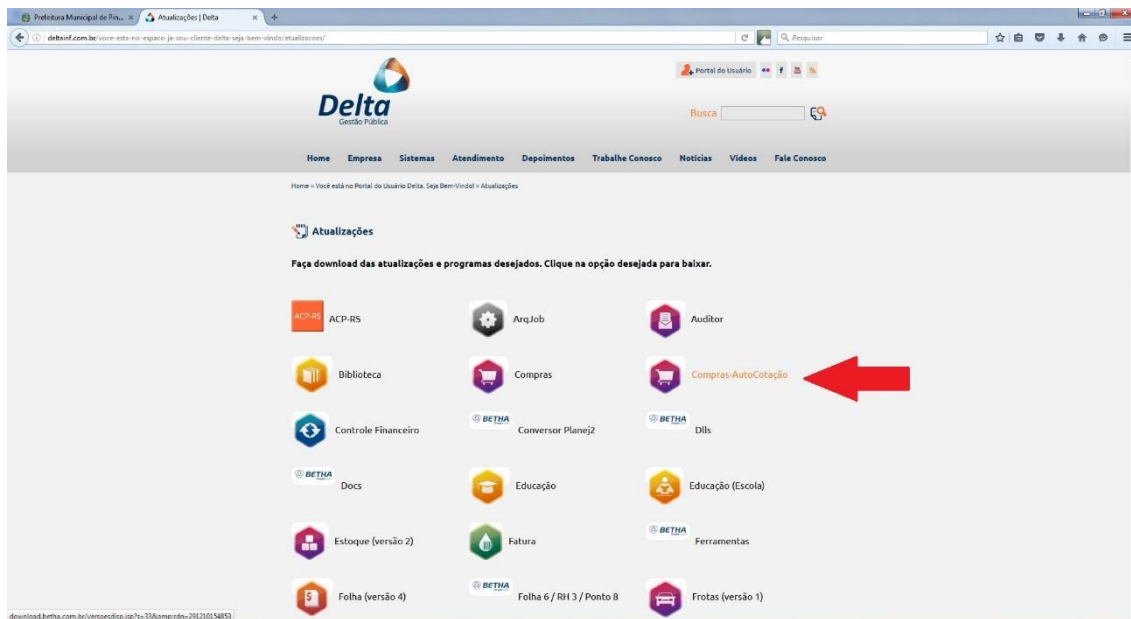 Prefeitura Municipal de Pin...
Atualizações | Delta
deltainf.com.br/voce-esta-no-espaco-ja-sou-cliente-delta-seja-bem-vindo/atualizacoes/
Pesquisar
Portal do Usuário
Delta
Gestão Pública
Busca
Home Empresa Sistemas Atendimento Depoimentos Trabalhe Conosco Notícias Vídeos Fale Conosco
Home » Você está no Portal do Usuário Delta. Seja Bem-Vindo! » Atualizações
Atualizações
Faça download das atualizações e programas desejados. Clique na opção desejada para baixar.
ACP-RS ACP-RS ArqJob Auditor
Biblioteca Compras Compras-AutoCotação
Controle Financeiro BETHA Conversor Planej2 BETHA Dlls
BETHA Docs Educação Educação (Escola)
Estoque (versão 2) Fatura BETHA Ferramentas
Folha (versão 4) BETHA Folha 6 / RH 3 / Ponto 8 Frotas (versão 1)
download.betha.com.br/versoesdisp.jsp?s=33&amp;rdn=291210154853